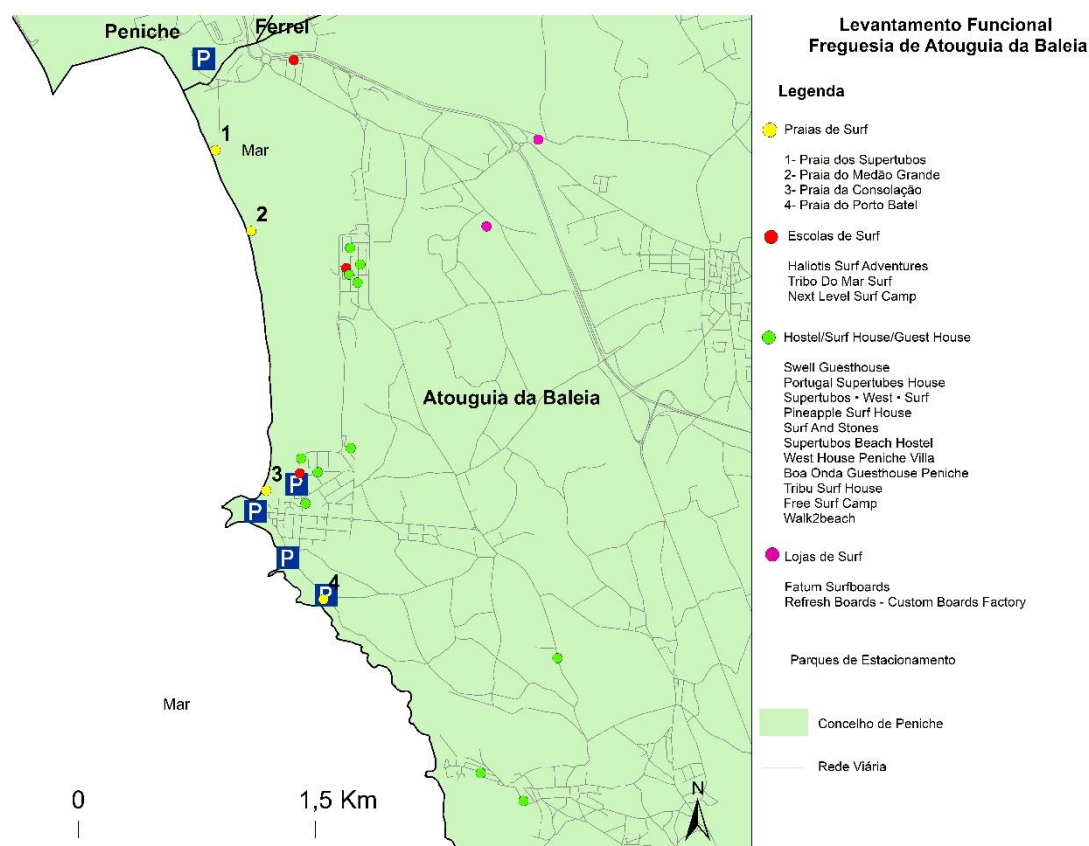 Levantamento Funcional
Freguesia de Atouguia da Baleia
Peniche
Ferrel
P
1
Mar
2
Atouguia da Baleia
3
P
P
P
4
P
Mar
0
1,5 Km
N
Legenda
Praias de Surf
1- Praia dos Supertubos
2- Praia do Medão Grande
3- Praia da Consolação
4- Praia do Porto Batel
Escolas de Surf
Haliotis Surf Adventures
Tribo Do Mar Surf
Next Level Surf Camp
Hostel/Surf House/Guest House
Swell Guesthouse
Portugal Supertubes House
Supertubos • West • Surf
Pineapple Surf House
Surf And Stones
Supertubos Beach Hostel
West House Peniche Villa
Boa Onda Guesthouse Peniche
Tribu Surf House
Free Surf Camp
Walk2beach
Lojas de Surf
Fatum Surfboards
Refresh Boards - Custom Boards Factory
Parques de Estacionamento
Concelho de Peniche
Rede Viária